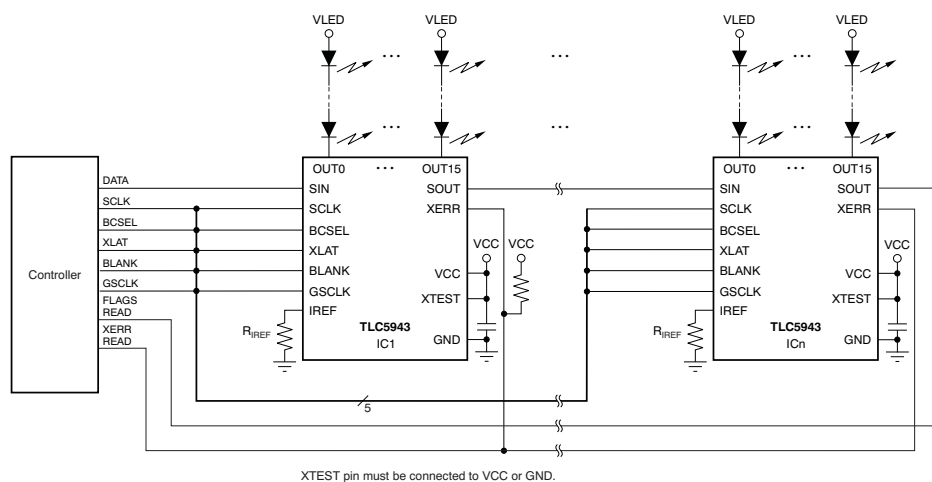 VLED VLED VLED VLED
... ... ... ...
... ... ...
OUT0 ... OUT15 OUT0 ... OUT15
DATA SIN SOUT SIN SOUT
SCLK SCLK XERR SCLK XERR
BCSEL BCSEL BCSEL
XLAT XLAT VCC VCC XLAT VCC
BLANK BLANK VCC BLANK VCC
Controller
GSCLK GSCLK XTEST GSCLK XTEST
FLAGS
READ IREF IREF
XERR
READ
RIREF TLC5943 GND RIREF TLC5943 GND
IC1 ICn
5
XTEST pin must be connected to VCC or GND.